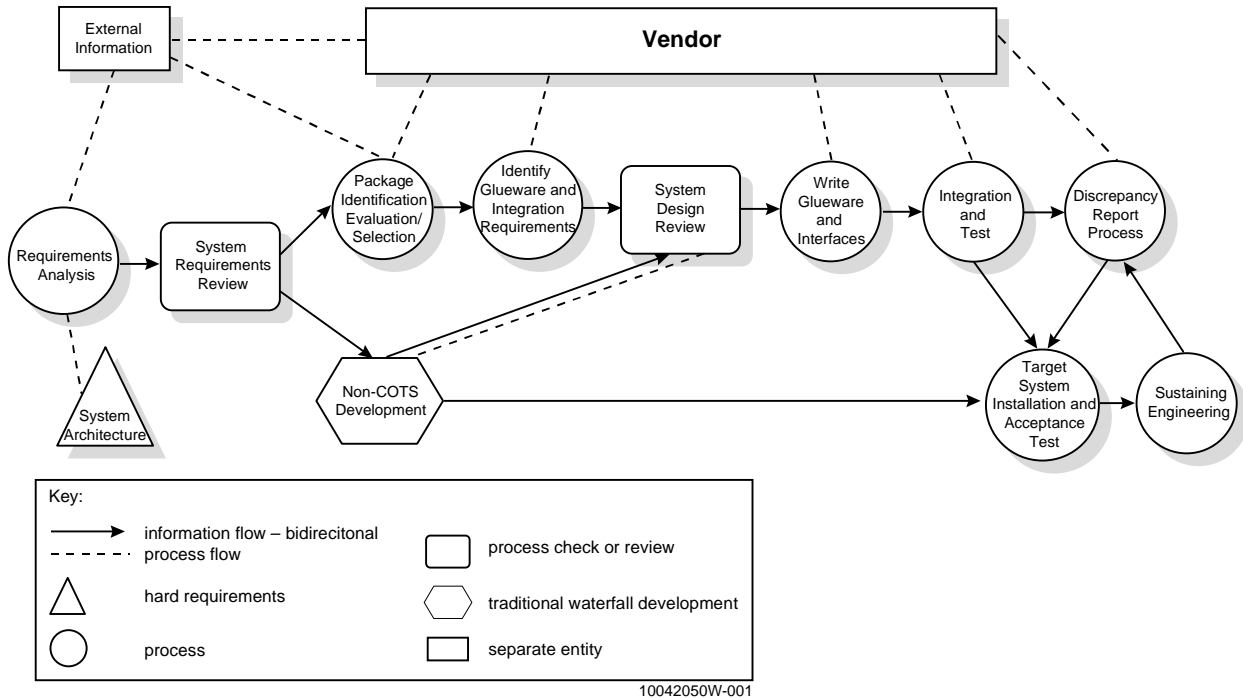 External
Information
Vendor
Requirements
Analysis
System
Requirements
Review
Package
Identification
Evaluation/
Selection
Identify
Glueware and
Integration
Requirements
System
Design
Review
Write
Glueware
and
Interfaces
Integration
and
Test
Discrepancy
Report
Process
System
Architecture
Non-COTS
Development
Target
System
Installation and
Acceptance
Test
Sustaining
Engineering
Key:
information flow – bidirecitonal
process flow
hard requirements
process
process check or review
traditional waterfall development
separate entity
10042050W-001